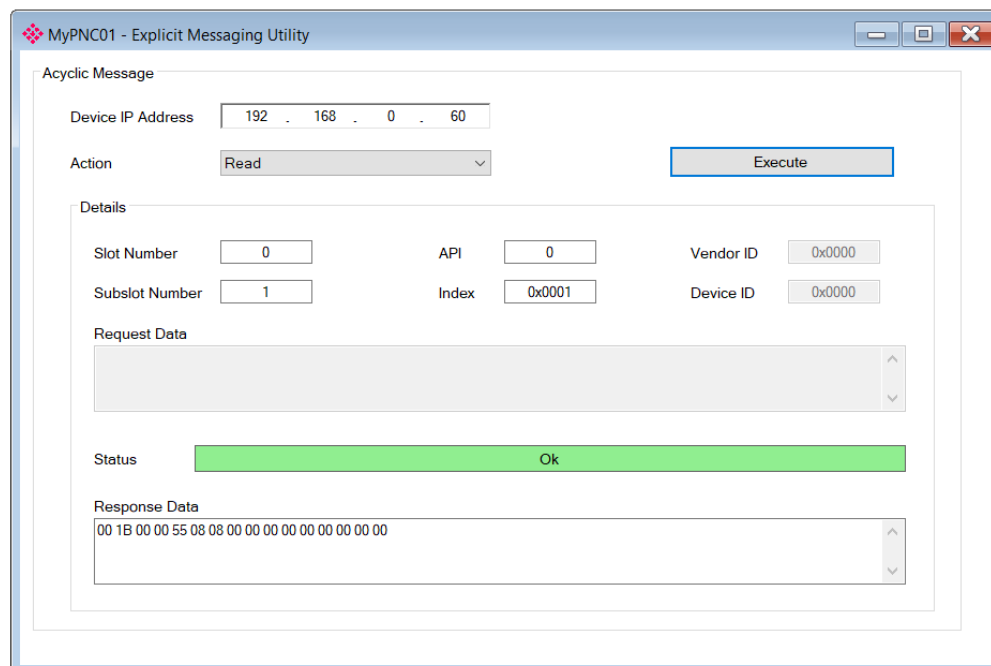 MyPNC01 - Explicit Messaging Utility
Acyclic Message
Device IP Address 192 . 168 . 0 . 60
Action Read Execute
Details
Slot Number 0 API 0 Vendor ID 0x0000
Subslot Number 1 Index 0x0001 Device ID 0x0000
Request Data
Status Ok
Response Data
00 1B 00 00 55 08 08 00 00 00 00 00 00 00 00 00